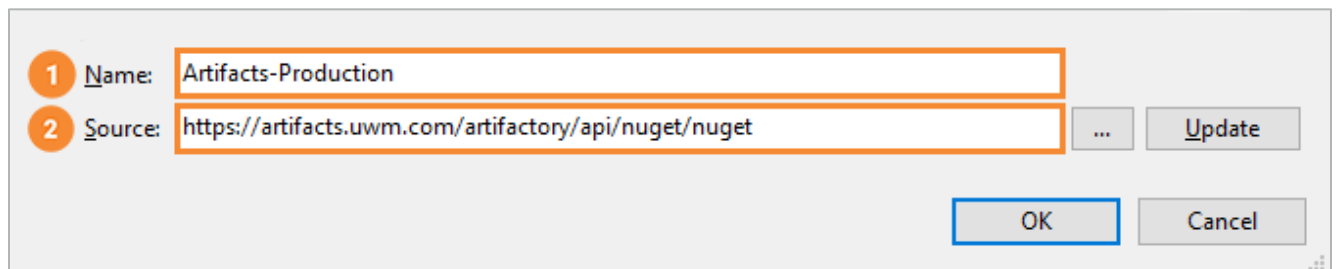 1 Name: Artifacts-Production
2 Source: https://artifacts.uwm.com/artifactory/api/nuget/nuget ... Update
OK Cancel